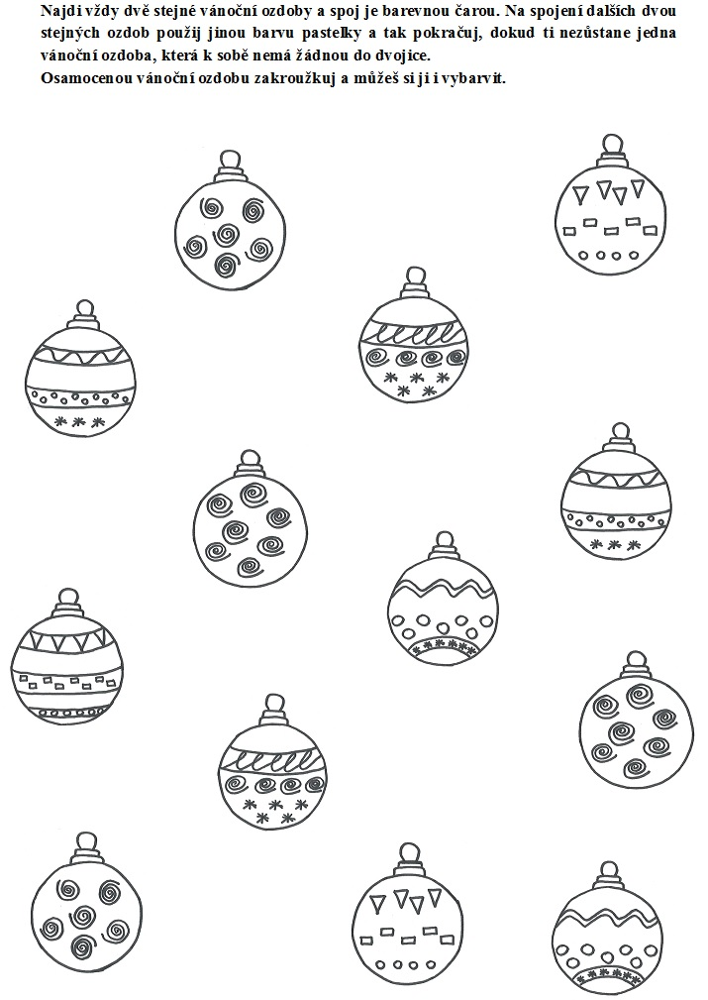 Najdi vždy dvě stejné vánoční ozdoby a spoj je barevnou čarou. Na spojení dalších dvou
stejných ozdob použij jinou barvu pastelky a tak pokračuj, dokud ti nezůstane jedna
vánoční ozdoba, která k sobě nemá žádnou do dvojice.
Osamocenou vánoční ozdobu zakroužkuj a můžeš si ji i vybarvit.